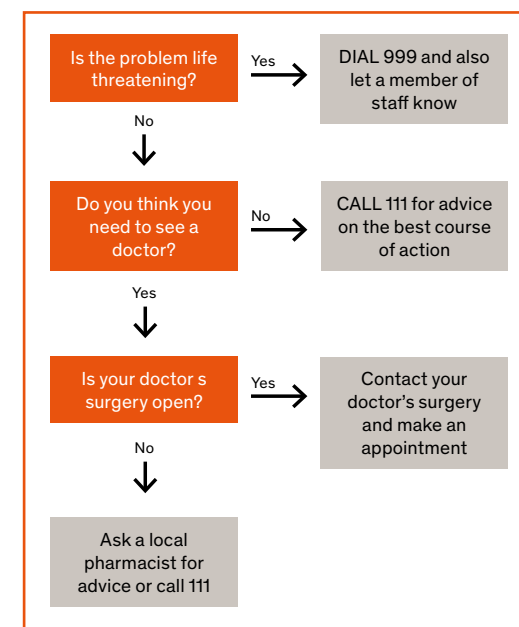 Is the problem life
threatening?
Yes
DIAL 999 and also
let a member of
staff know
No
Do you think you
need to see a
doctor?
No
CALL 111 for advice
on the best course
of action
Yes
Is your doctor s
surgery open?
Yes
Contact your
doctor's surgery
and make an
appointment
No
Ask a local
pharmacist for
advice or call 111